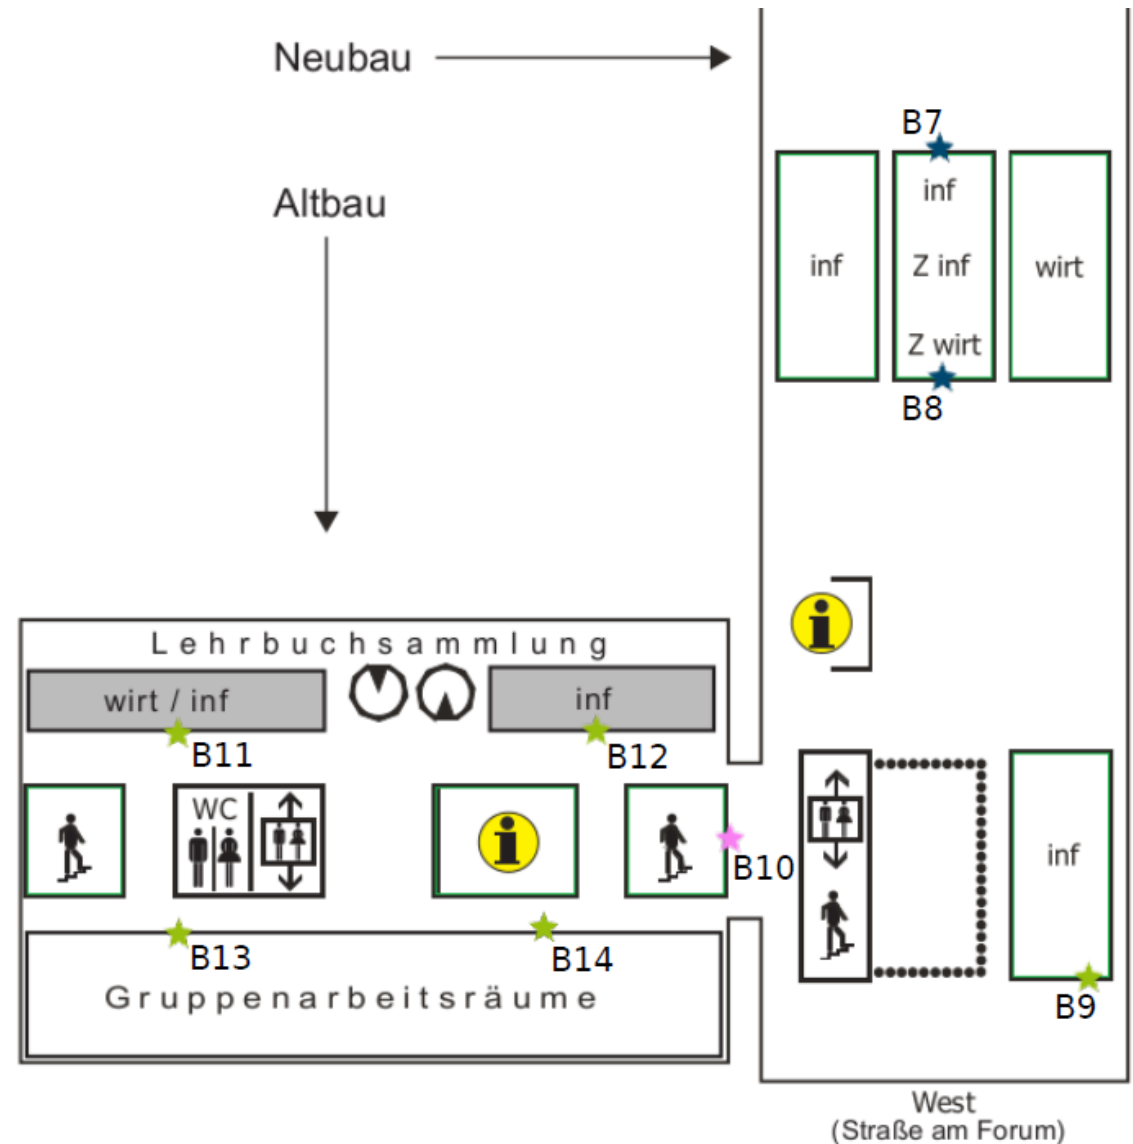 Neubau
B7
inf
Altbau
inf
Z inf
wirt
Z wirt
B8
Lehrbuchsammlung
wirt / inf
inf
B11
B12
WC
B10
inf
B13
B14
Gruppenarbeitsräume
B9
West
(Straße am Forum)